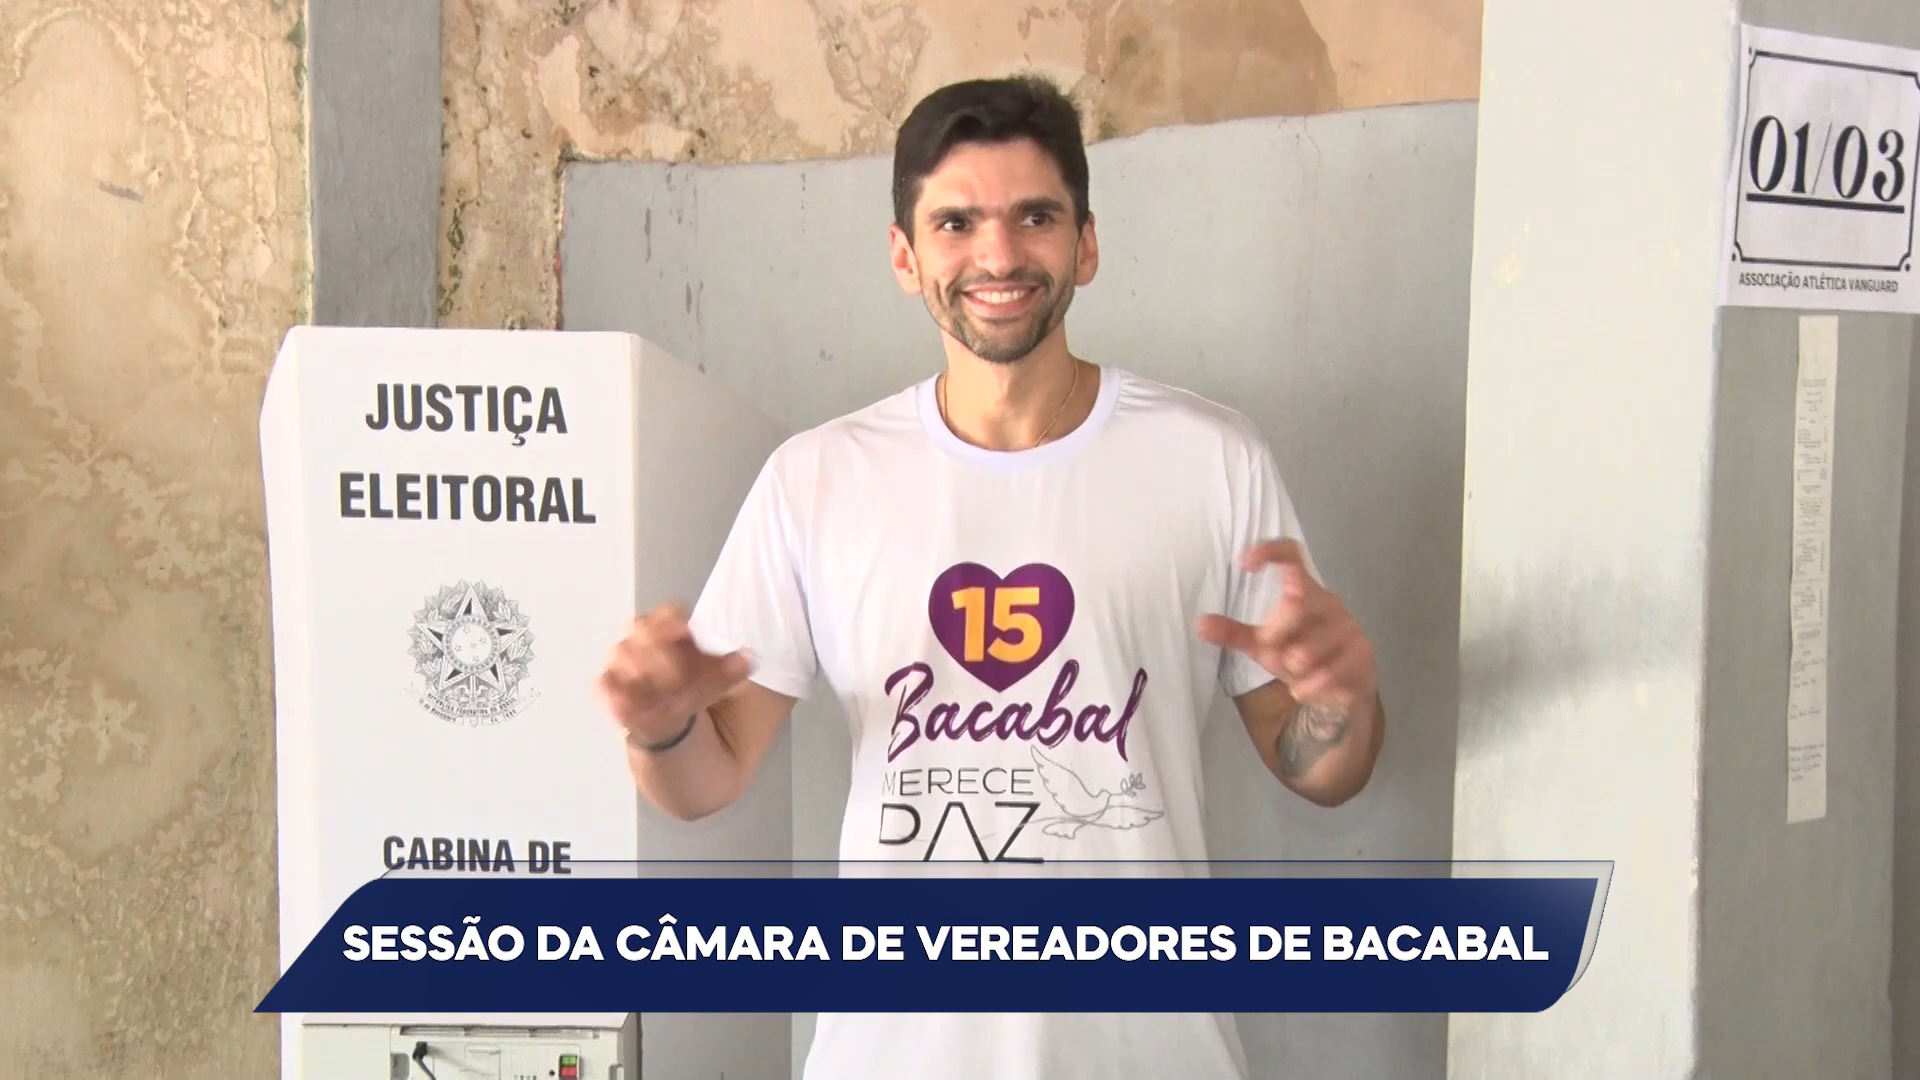 01/03
ASSOCIAÇÃO ATLÉTICA VANGUARD
JUSTIÇA
ELEITORAL
CABINA DE
15
Bacabal
MERECE
PAZ
SESSÃO DA CÂMARA DE VEREADORES DE BACABAL